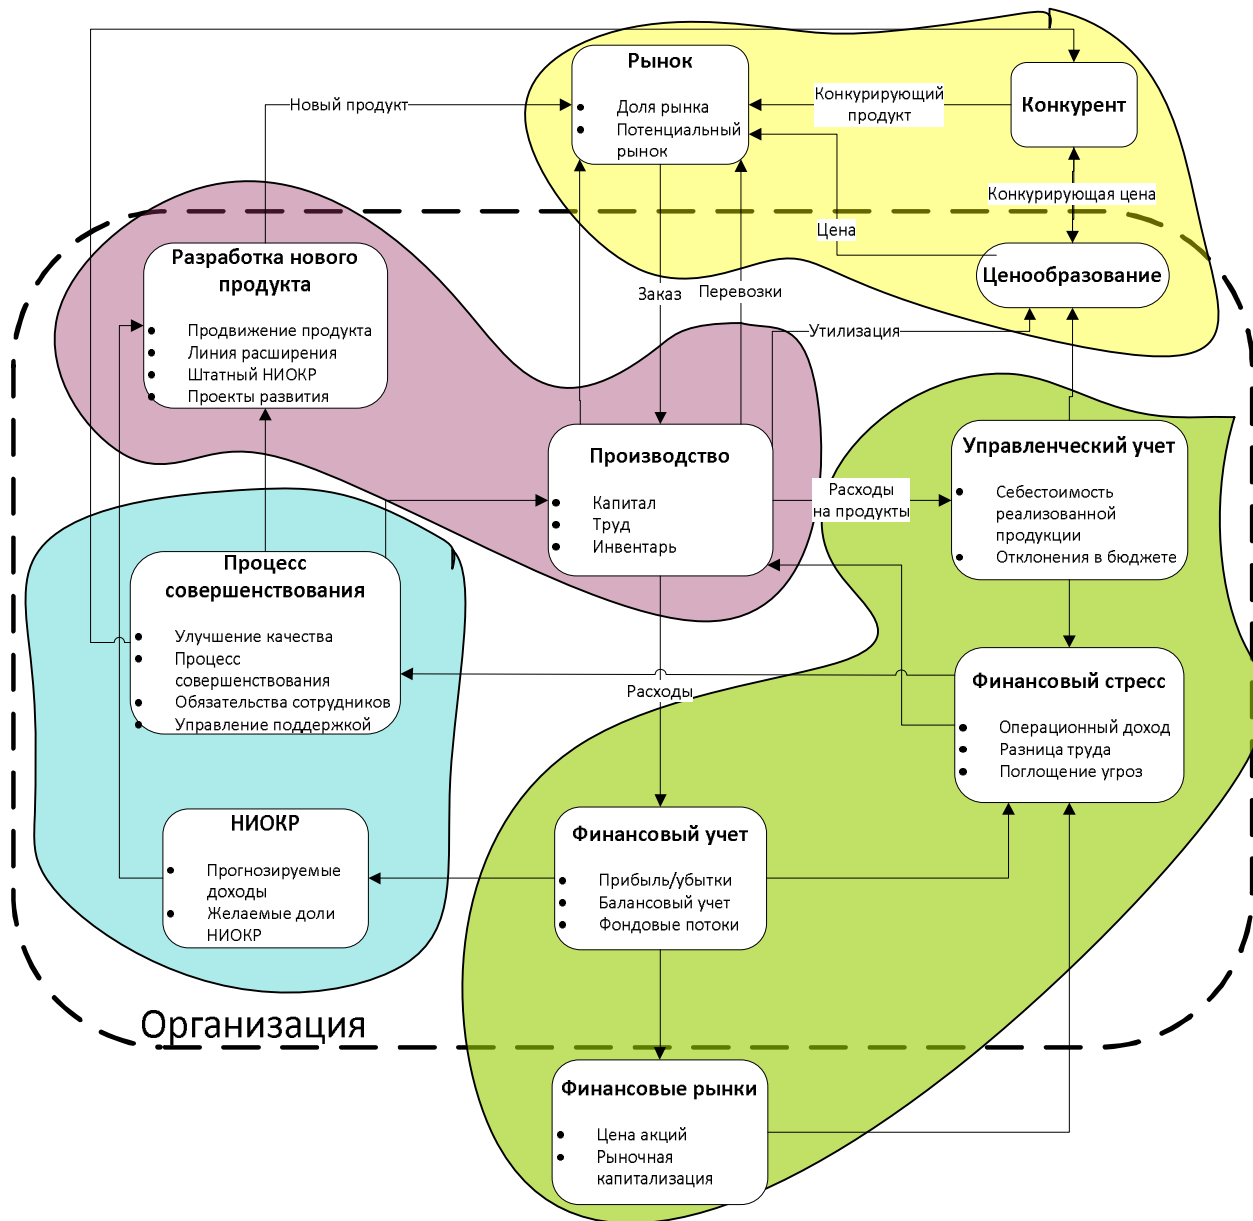 Рынок
• Доля рынка
• Потенциальный
рынок
Конкурирующий
продукт
Конкурент
Новый продукт
Конкурирующая цена
Цена
Ценообразование
Разработка нового
продукта
• Продвижение продукта
• Линия расширения
• Штатный НИОКР
• Проекты развития
Заказ
Перевозки
Утилизация
Производство
• Капитал
• Труд
• Инвентарь
Расходы
на продукты
Управленческий учет
• Себестоимость
реализованной
продукции
• Отклонения в бюджете
Процесс
совершенствования
• Улучшение качества
• Процесс
совершенствования
• Обязательства сотрудников
• Управление поддержкой
Расходы
Финансовый стресс
• Операционный доход
• Разница труда
• Поглощение угроз
НИОКР
• Прогнозируемые
доходы
• Желаемые доли
НИОКР
Финансовый учет
• Прибыль/убытки
• Балансовый учет
• Фондовые потоки
Организация
Финансовые рынки
• Цена акций
• Рыночная
капитализация